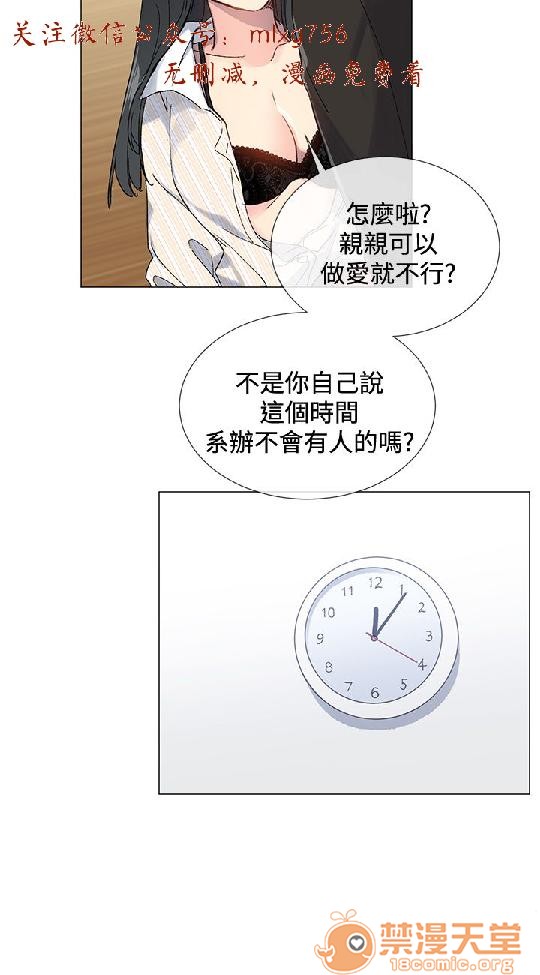 关注微信公众号: mlxg756
无删减, 漫画免费看
怎麼啦?
親親可以
做愛就不行?
不是你自己說
這個時間
系辦不會有人的嗎?
12
11
1
10
2
9
3
8
4
7
5
6
禁漫天堂
18comic.org